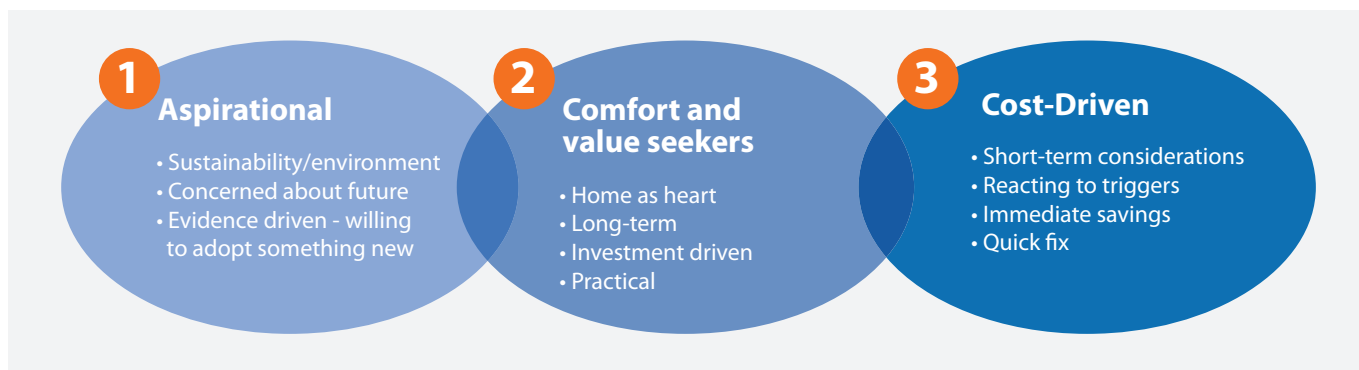 1
Aspirational
• Sustainability/environment
• Concerned about future
• Evidence driven - willing
to adopt something new
2
Comfort and
value seekers
• Home as heart
• Long-term
• Investment driven
• Practical
3
Cost-Driven
• Short-term considerations
• Reacting to triggers
• Immediate savings
• Quick fix